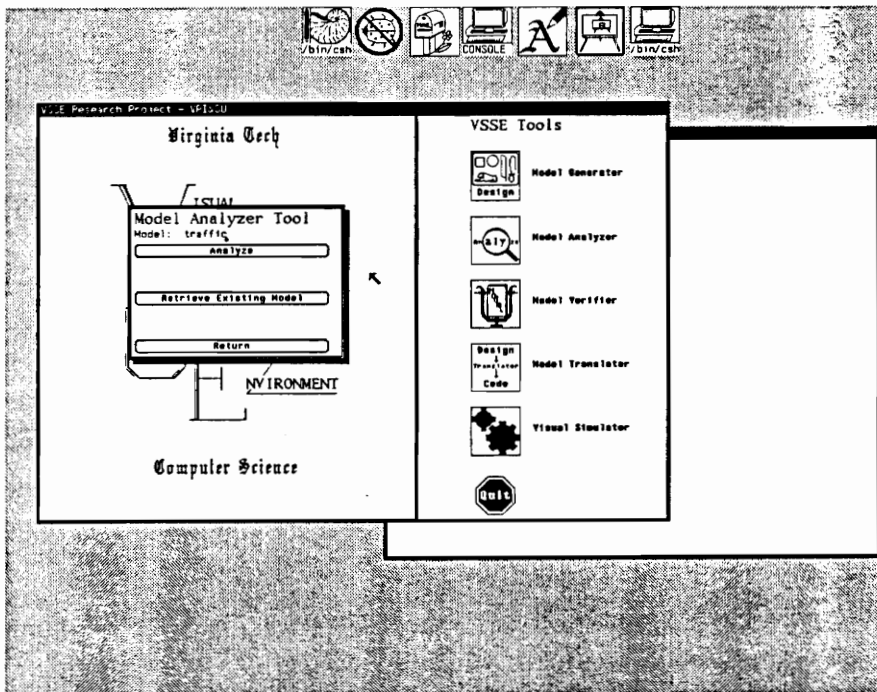 /bin/csh
CONSOLE
/bin/csh
VSSE Research Project -
Virginia Tech
VSSE Tools
ISUAL
Model Analyzer Tool
Model: traffic
Analyze
Retrieve Existing Model
Return
NVIRONMENT
Computer Science
Design
Model Generator
aly
Model Analyzer
Model Verifier
Design
Translator
Code
Model Translator
Visual Simulator
Quit